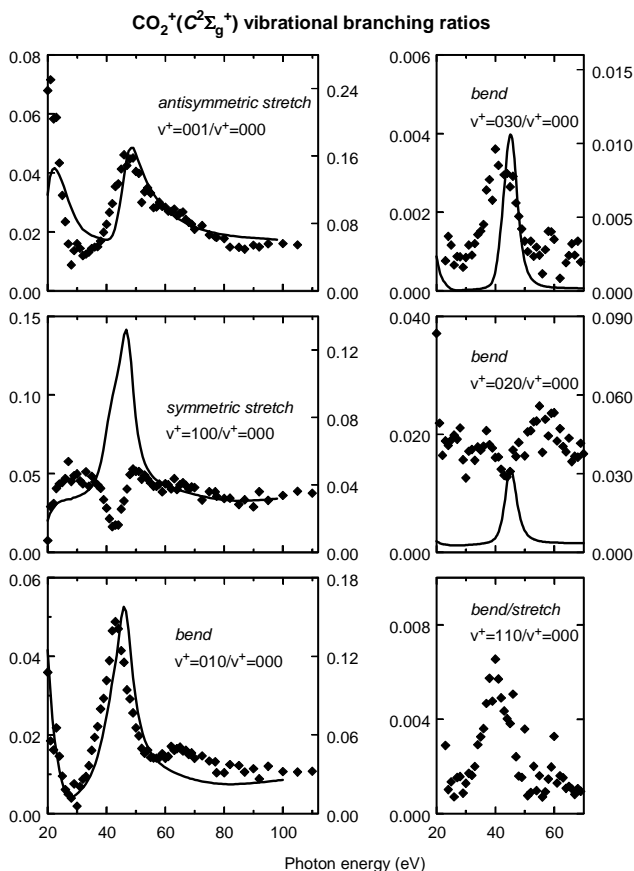 CO₂⁺(C²Σg⁺) vibrational branching ratios
0.08
0.06
0.04
0.02
0.00
0.24
0.16
0.08
0.00
antisymmetric stretch
v⁺=001/v⁺=000
0.006
0.004
0.002
0.000
0.015
0.010
0.005
0.000
bend
v⁺=030/v⁺=000
0.15
0.10
0.05
0.00
0.12
0.08
0.04
0.00
symmetric stretch
v⁺=100/v⁺=000
0.040
0.020
0.000
0.090
0.060
0.030
0.000
bend
v⁺=020/v⁺=000
0.06
0.04
0.02
0.00
0.18
0.12
0.06
0.00
bend
v⁺=010/v⁺=000
20 40 60 80 100
0.008
0.004
0.000
bend/stretch
v⁺=110/v⁺=000
20 40 60
Photon energy (eV)